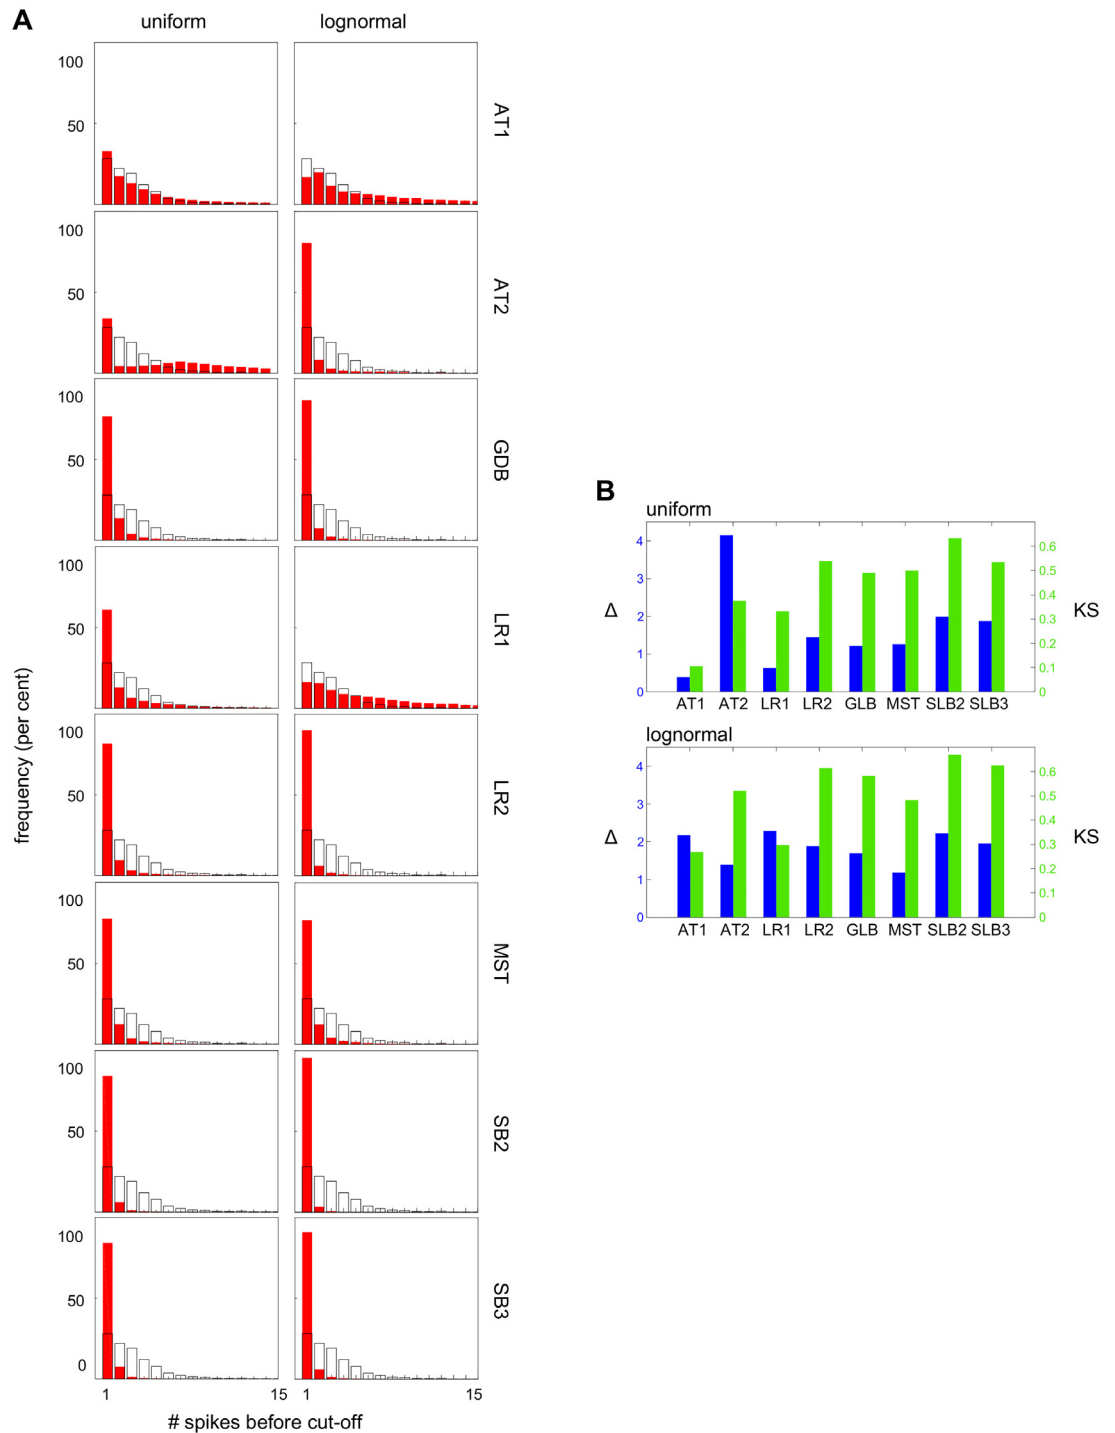 A
uniform
lognormal
100
50
AT1
100
50
AT2
100
50
GDB
100
50
LR1
100
50
LR2
100
50
MST
100
50
SB2
100
50
0
SB3
1
15
1
15
frequency (per cent)
# spikes before cut-off
B
uniform
4
3
2
1
0
Δ
0.6
0.5
0.4
0.3
0.2
0.1
0
KS
AT1 AT2 LR1 LR2 GLB MST SLB2 SLB3
lognormal
4
3
2
1
0
Δ
0.6
0.5
0.4
0.3
0.2
0.1
0
KS
AT1 AT2 LR1 LR2 GLB MST SLB2 SLB3